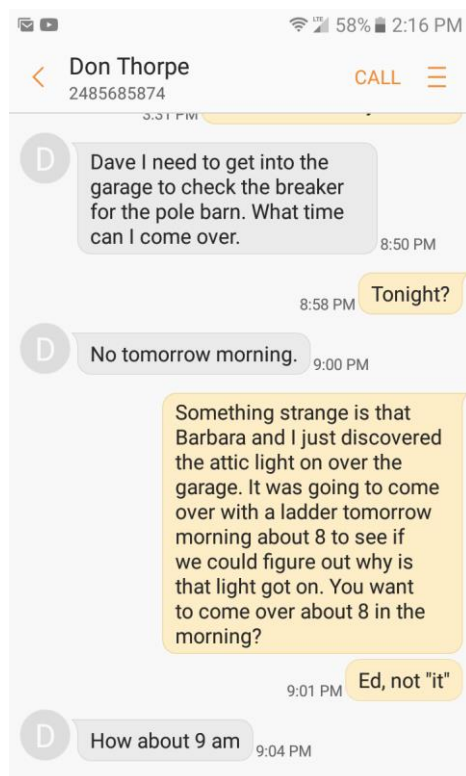 LTE 58% 2:16 PM
Don Thorpe
CALL
2485685874
3:31 PM
Dave I need to get into the
garage to check the breaker
for the pole barn. What time
can I come over.
8:50 PM
Tonight?
8:58 PM
D
No tomorrow morning.
9:00 PM
Something strange is that
Barbara and I just discovered
the attic light on over the
garage. It was going to come
over with a ladder tomorrow
morning about 8 to see if
we could figure out why is
that light got on. You want
to come over about 8 in the
morning?
Ed, not "it"
9:01 PM
D
How about 9 am
9:04 PM